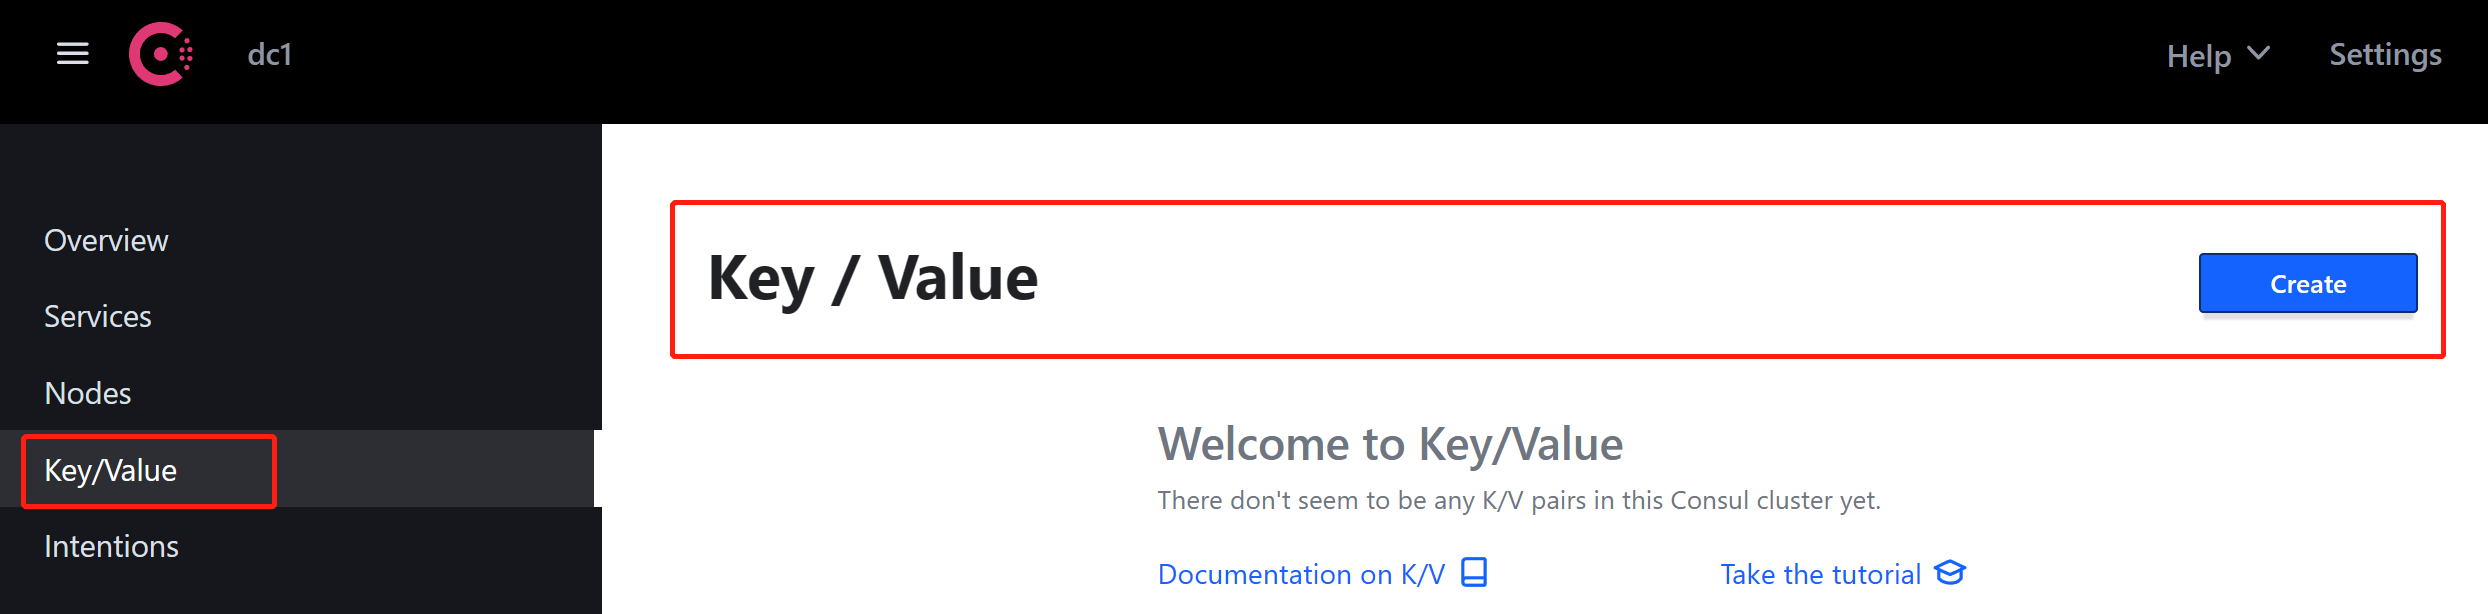 dc1
Help
Settings
Overview
Services
Nodes
Key/Value
Intentions
Key / Value
Create
Welcome to Key/Value
There don't seem to be any K/V pairs in this Consul cluster yet.
Documentation on K/V
Take the tutorial